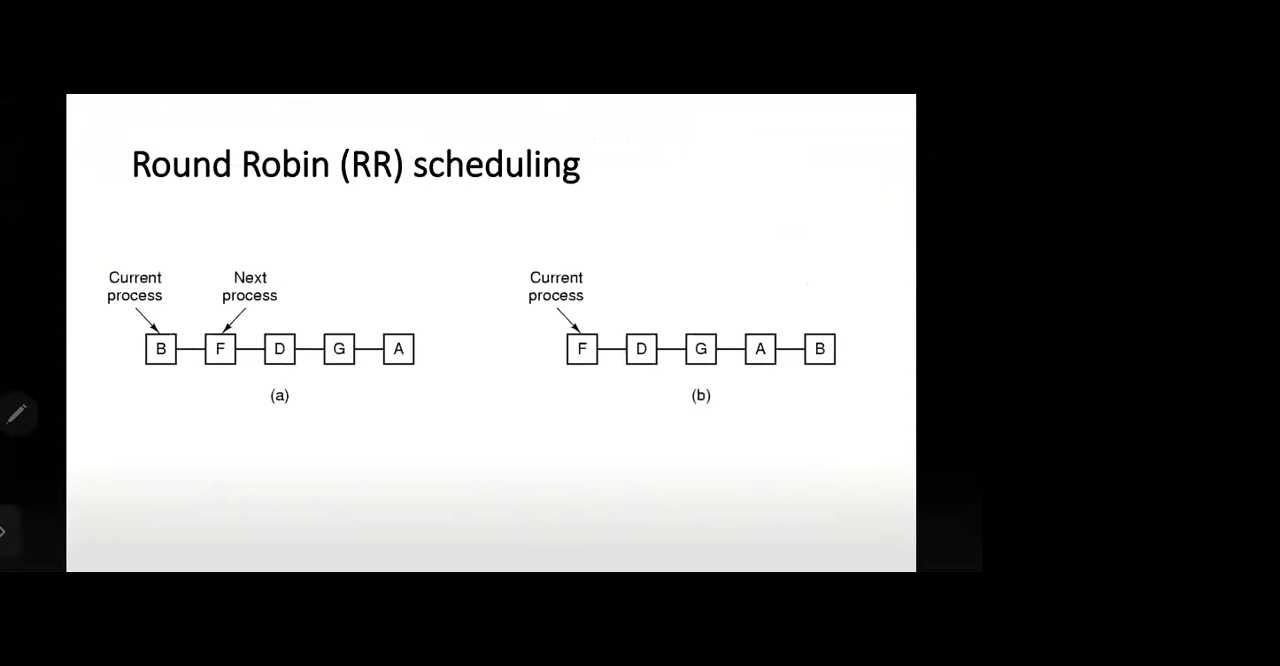 Round Robin (RR) scheduling
Current process
Next process
B F D G A
(a)
Current process
F D G A B
(b)